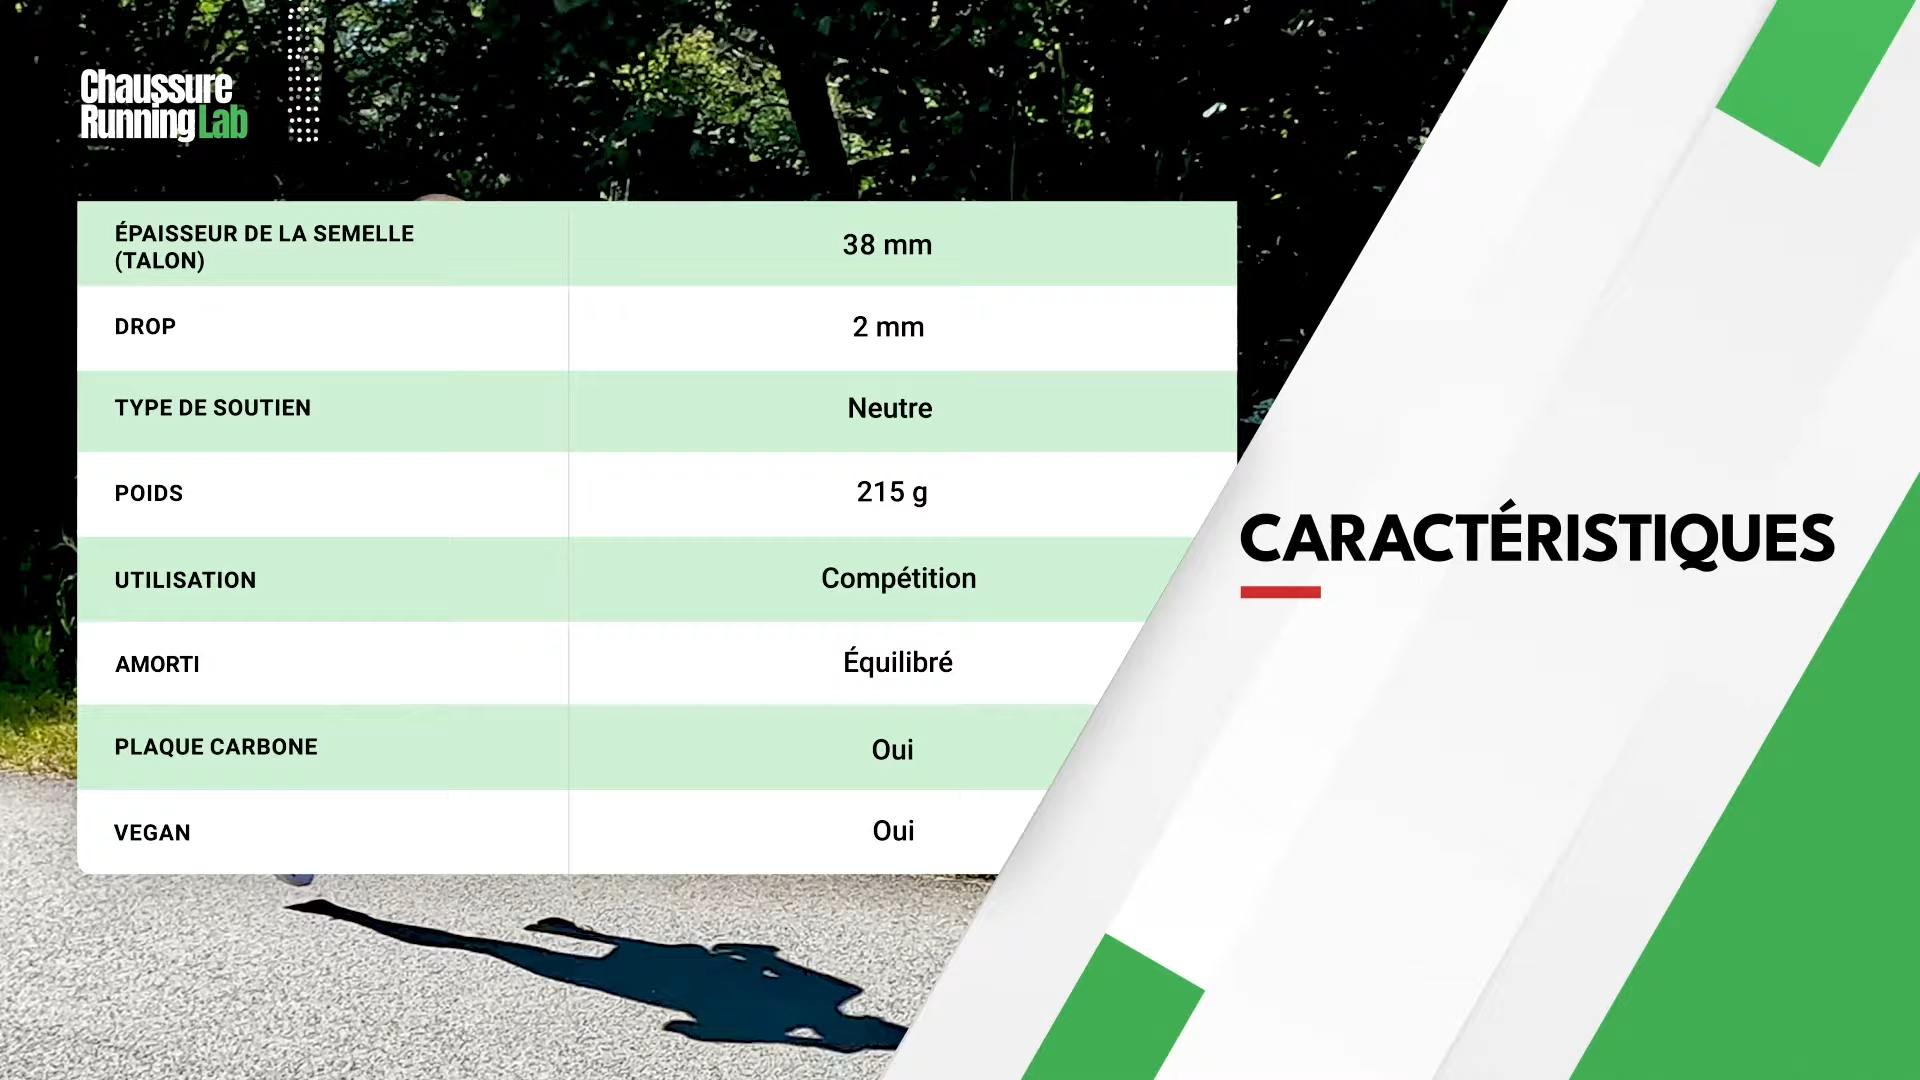 Chaussure
Running Lab
ÉPAISSEUR DE LA SEMELLE
(TALON)
38 mm
DROP
2 mm
TYPE DE SOUTIEN
Neutre
POIDS
215 g
UTILISATION
Compétition
AMORTI
Équilibré
PLAQUE CARBONE
Oui
VEGAN
Oui
CARACTÉRISTIQUES